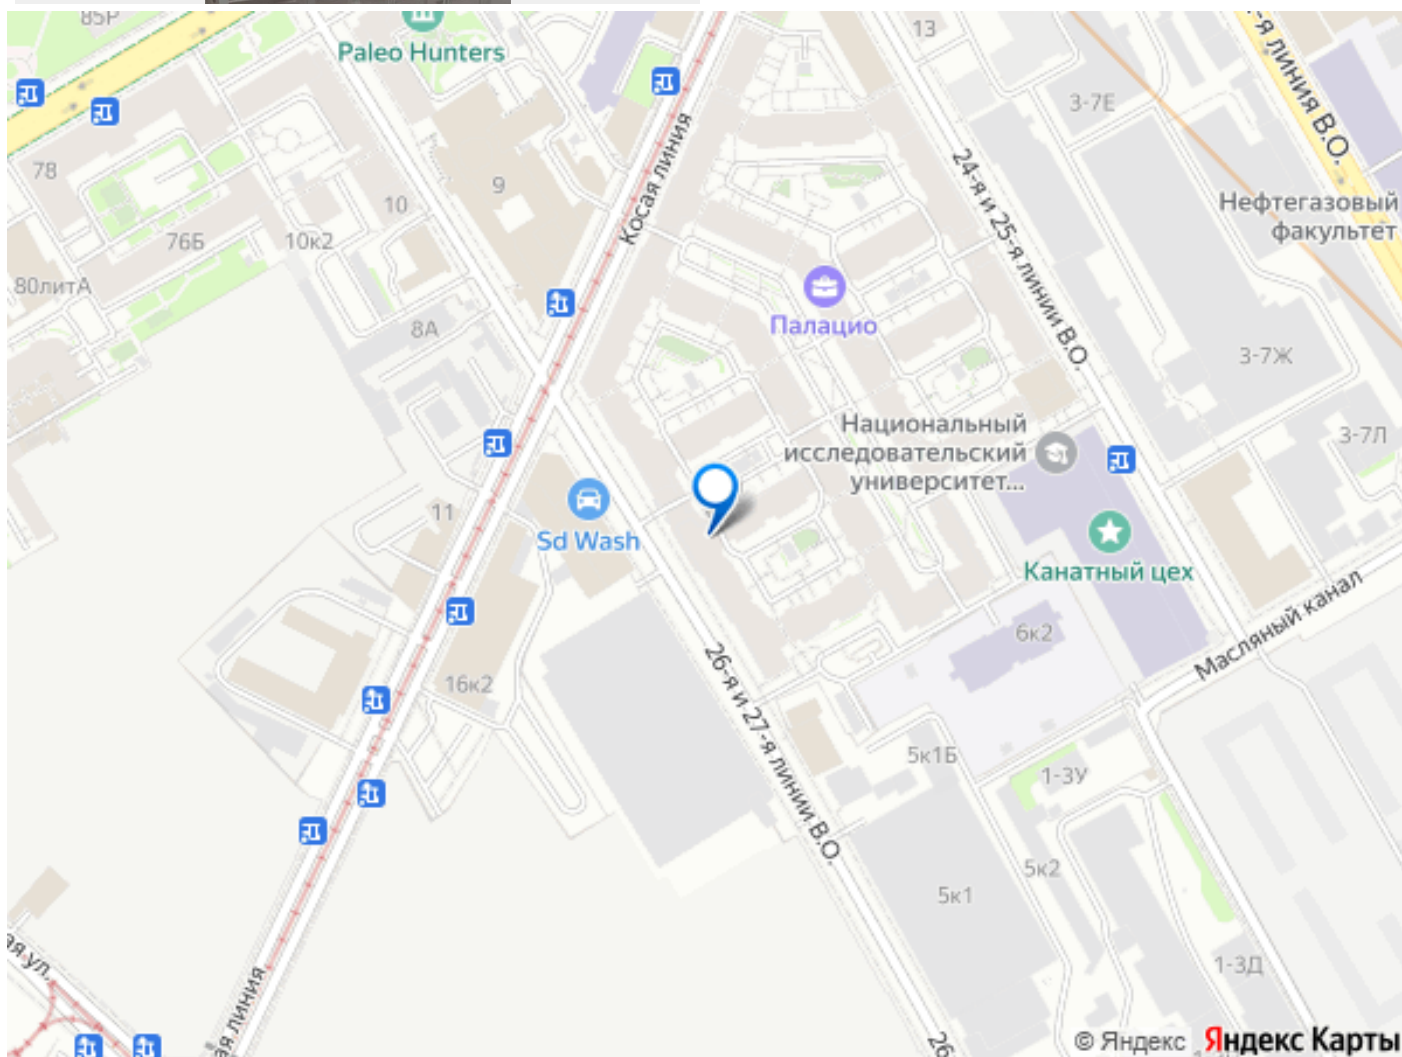 85Р
Paleo Hunters
13
-я линия В.О.
3-7Е
Косая линия
24-я и 25-я линии В.О.
78
9
10
Нефтегазовый
факультет
76Б
10к2
80литА
Палацио
8А
3-7Ж
Национальный
исследовательский
университет...
3-7Л
11
Sd Wash
Канатный цех
Масляный канал
6к2
16к2
26-я и 27-я линии В.О.
5к1Б
1-3У
5к2
5к1
1-3Д
ая ул.
ая линия
26
© Яндекс Яндекс Карты